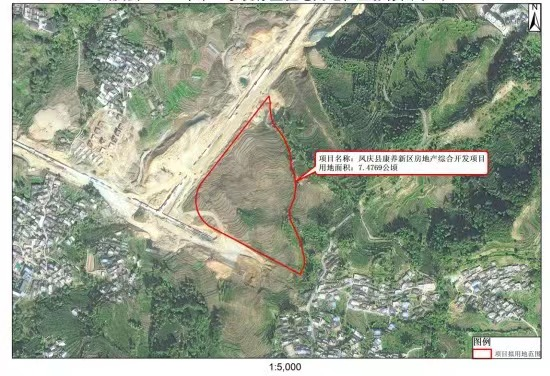 N
项目名称：凤庆县康养新区房地产综合开发项目
用地面积：7.4769公顷
图例
项目拟用地范围
1:5,000